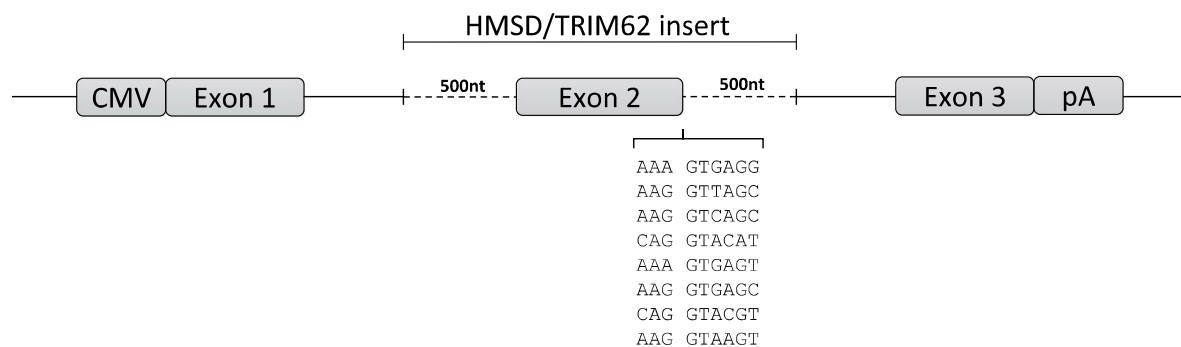 HMSD/TRIM62 insert
500nt 500nt
CMV Exon 1 Exon 2 Exon 3 pA
AAA GTGAGG
AAG GTTAGC
AAG GTCAGC
CAG GTACAT
AAA GTGAGT
AAG GTGAGC
CAG GTACGT
AAG GTAAGT